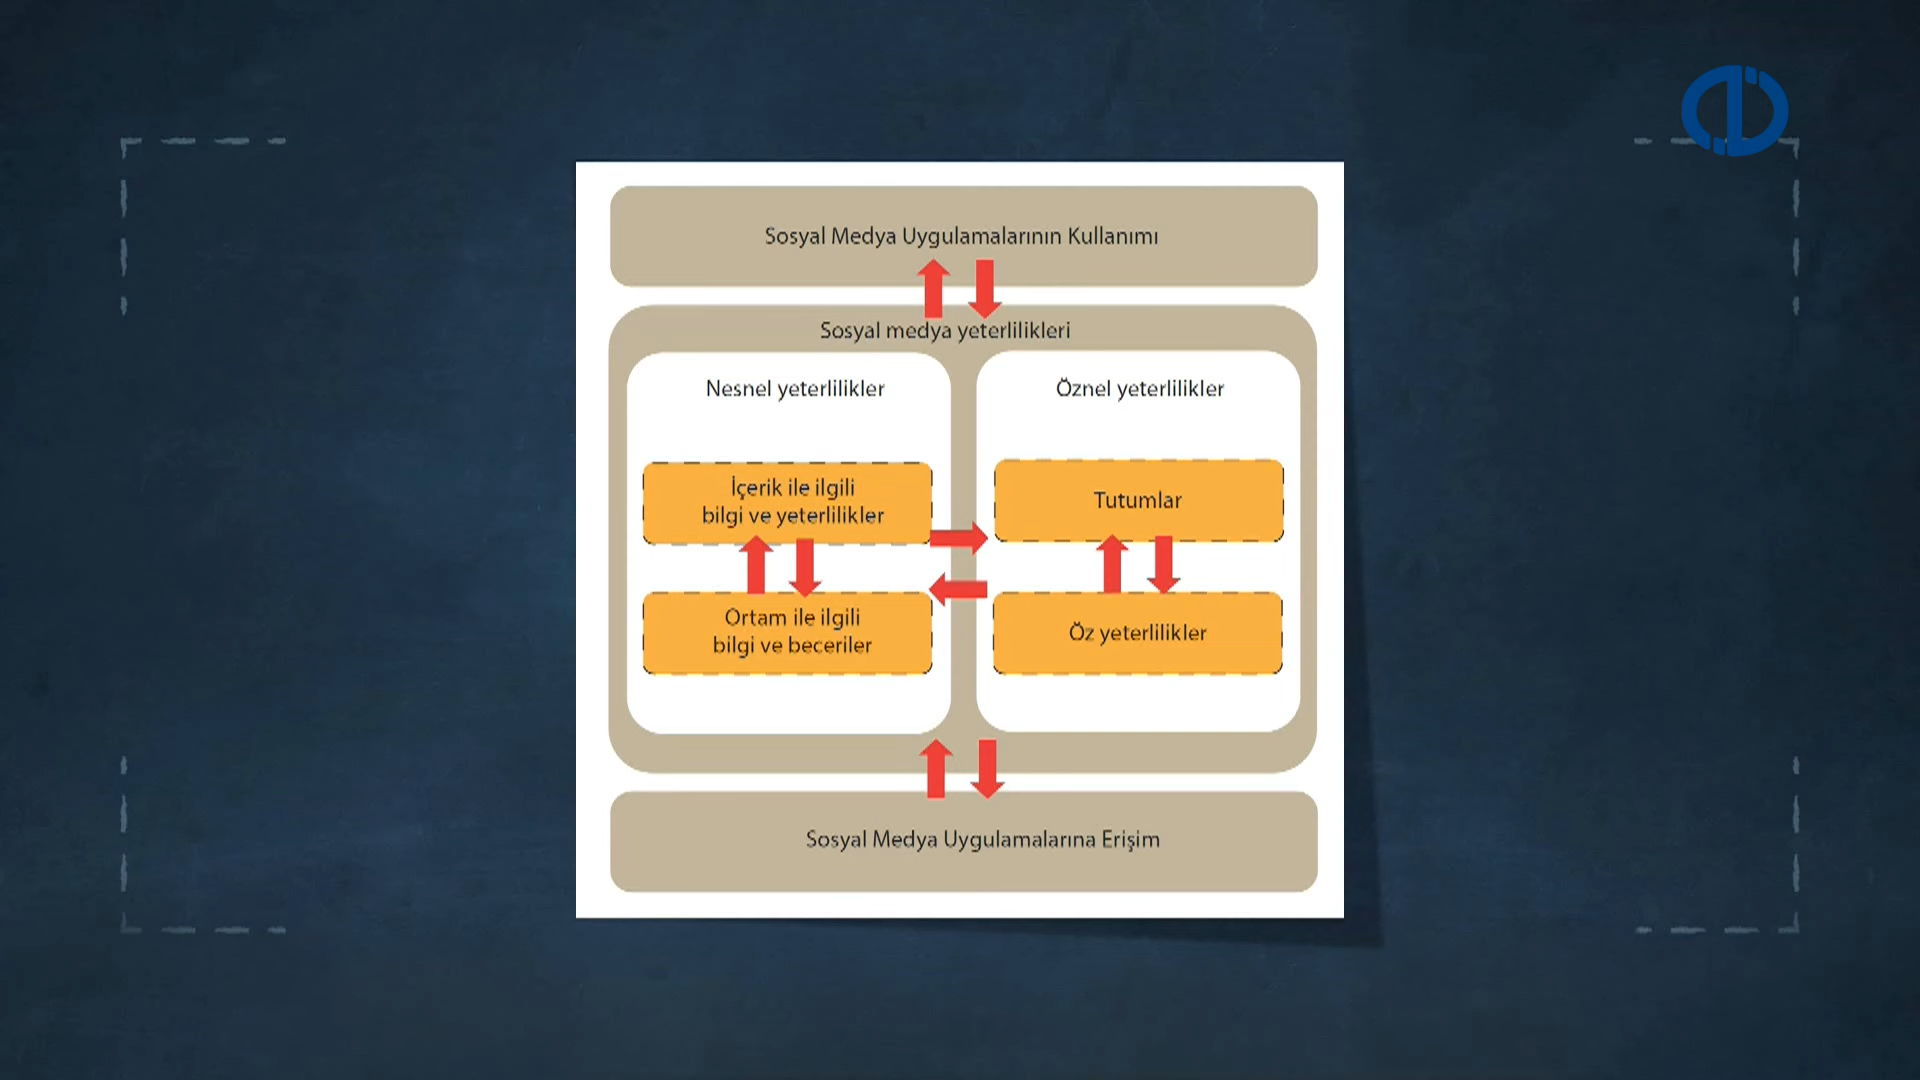 Sosyal Medya Uygulamalarının Kullanımı
Sosyal medya yeterlilikleri
Nesnel yeterlilikler
İçerik ile ilgili
bilgi ve yeterlilikler
Ortam ile ilgili
bilgi ve beceriler
Öznel yeterlilikler
Tutumlar
Öz yeterlilikler
Sosyal Medya Uygulamalarına Erişim